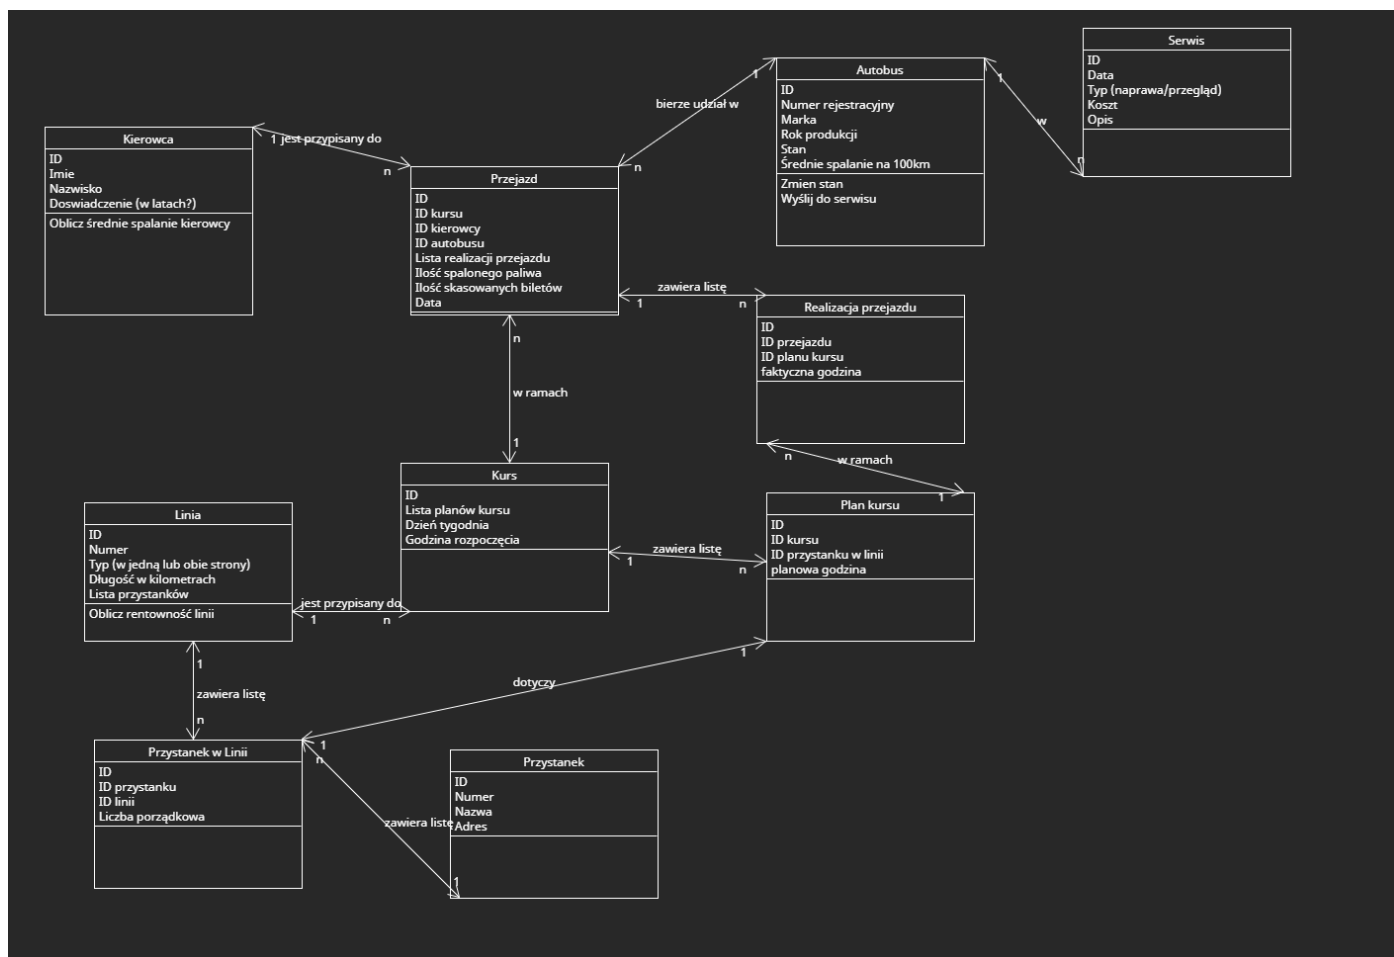 Serwis
ID
Data
Typ (naprawa/przegląd)
Koszt
Opis
Autobus
ID
Numer rejestracyjny
Marka
Rok produkcji
Stan
Średnie spalanie na 100km
Zmien stan
Wyślij do serwisu
1
w
n
1
bierze udział w
n
Kierowca
ID
Imie
Nazwisko
Doswiadczenie (w latach?)
Oblicz średnie spalanie kierowcy
1 jest przypisany do
n
Przejazd
ID
ID kursu
ID kierowcy
ID autobusu
Lista realizacji przejazdu
Ilość spalonego paliwa
Ilość skasowanych biletów
Data
zawiera listę
1
n
Realizacja przejazdu
ID
ID przejazdu
ID planu kursu
faktyczna godzina
n
w ramach
1
n
w ramach
1
Kurs
ID
Lista planów kursu
Dzień tygodnia
Godzina rozpoczęcia
zawiera listę
1
n
Plan kursu
ID
ID kursu
ID przystanku w linii
planowa godzina
Linia
ID
Numer
Typ (w jedną lub obie strony)
Długość w kilometrach
Lista przystanków
Oblicz rentowność linii
jest przypisany do
1
n
1
zawiera listę
n
1
dotyczy
1
Przystanek w Linii
ID
ID przystanku
ID linii
Liczba porządkowa
n
zawiera listę
1
Przystanek
ID
Numer
Nazwa
Adres